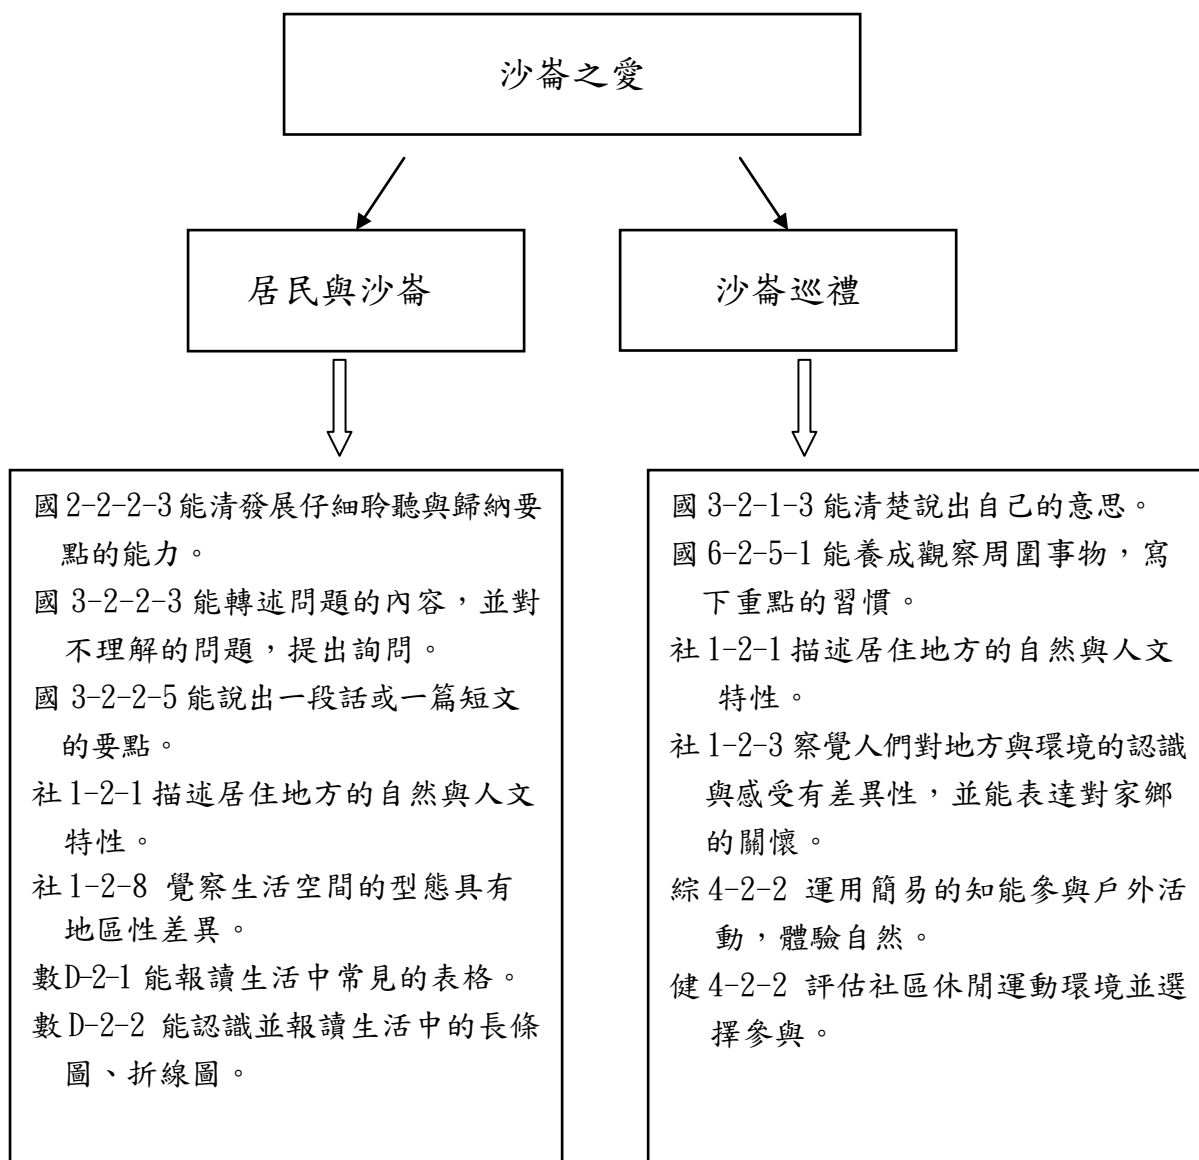 沙崙之愛
居民與沙崙
沙崙巡禮
國2-2-2-3能清發展仔細聆聽與歸納要
點的能力。
國 3-2-2-3 能轉述問題的內容，並對
不理解的問題，提出詢問。
國 3-2-2-5 能說出一段話或一篇短文
的要點。
社1-2-1描述居住地方的自然與人文
特性。
社1-2-8 覺察生活空間的型態具有
地區性差異。
數D-2-1能報讀生活中常見的表格。
數D-2-2 能認識並報讀生活中的長條
圖、折線圖。
國 3-2-1-3 能清楚說出自己的意思。
國 6-2-5-1 能養成觀察周圍事物，寫
下重點的習慣。
社1-2-1描述居住地方的自然與人文
特性。
社1-2-3 察覺人們對地方與環境的認識
與感受有差異性，並能表達對家鄉
的關懷。
綜 4-2-2 運用簡易的知能參與戶外活
動，體驗自然。
健 4-2-2 評估社區休閒運動環境並選
擇參與。